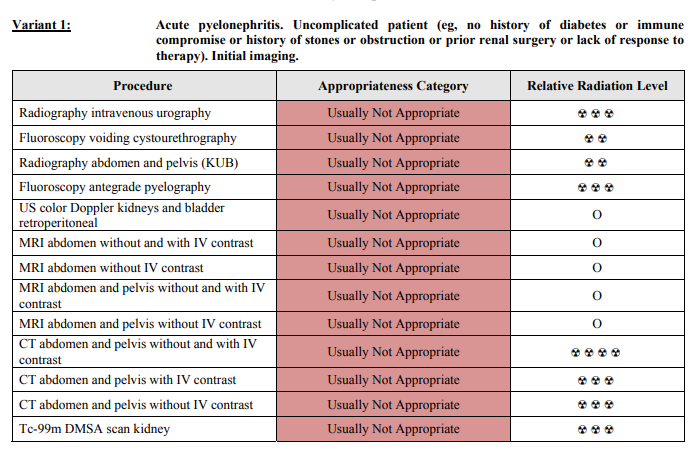 Variant 1: Acute pyelonephritis. Uncomplicated patient (eg, no history of diabetes or immune
compromise or history of stones or obstruction or prior renal surgery or lack of response to
therapy). Initial imaging.
Procedure Appropriateness Category Relative Radiation Level
Radiography intravenous urography Usually Not Appropriate ☢☢☢
Fluoroscopy voiding cystourethrography Usually Not Appropriate ☢☢
Radiography abdomen and pelvis (KUB) Usually Not Appropriate ☢☢
Fluoroscopy antegrade pyelography Usually Not Appropriate ☢☢☢
US color Doppler kidneys and bladder
retroperitoneal Usually Not Appropriate O
MRI abdomen without and with IV contrast Usually Not Appropriate O
MRI abdomen without IV contrast Usually Not Appropriate O
MRI abdomen and pelvis without and with IV
contrast Usually Not Appropriate O
MRI abdomen and pelvis without IV contrast Usually Not Appropriate O
CT abdomen and pelvis without and with IV
contrast Usually Not Appropriate ☢☢☢☢
CT abdomen and pelvis with IV contrast Usually Not Appropriate ☢☢☢
CT abdomen and pelvis without IV contrast Usually Not Appropriate ☢☢☢
Tc-99m DMSA scan kidney Usually Not Appropriate ☢☢☢